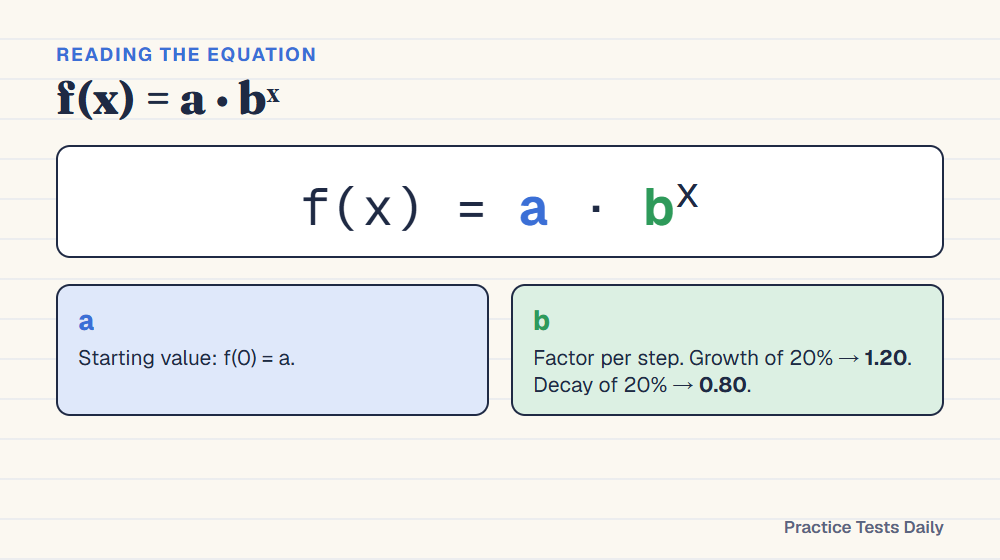 READING THE EQUATION
f(x) = a · bˣ
f(x) = a · bˣ
a
Starting value: f(0) = a.
b
Factor per step. Growth of 20% → 1.20.
Decay of 20% → 0.80.
Practice Tests Daily